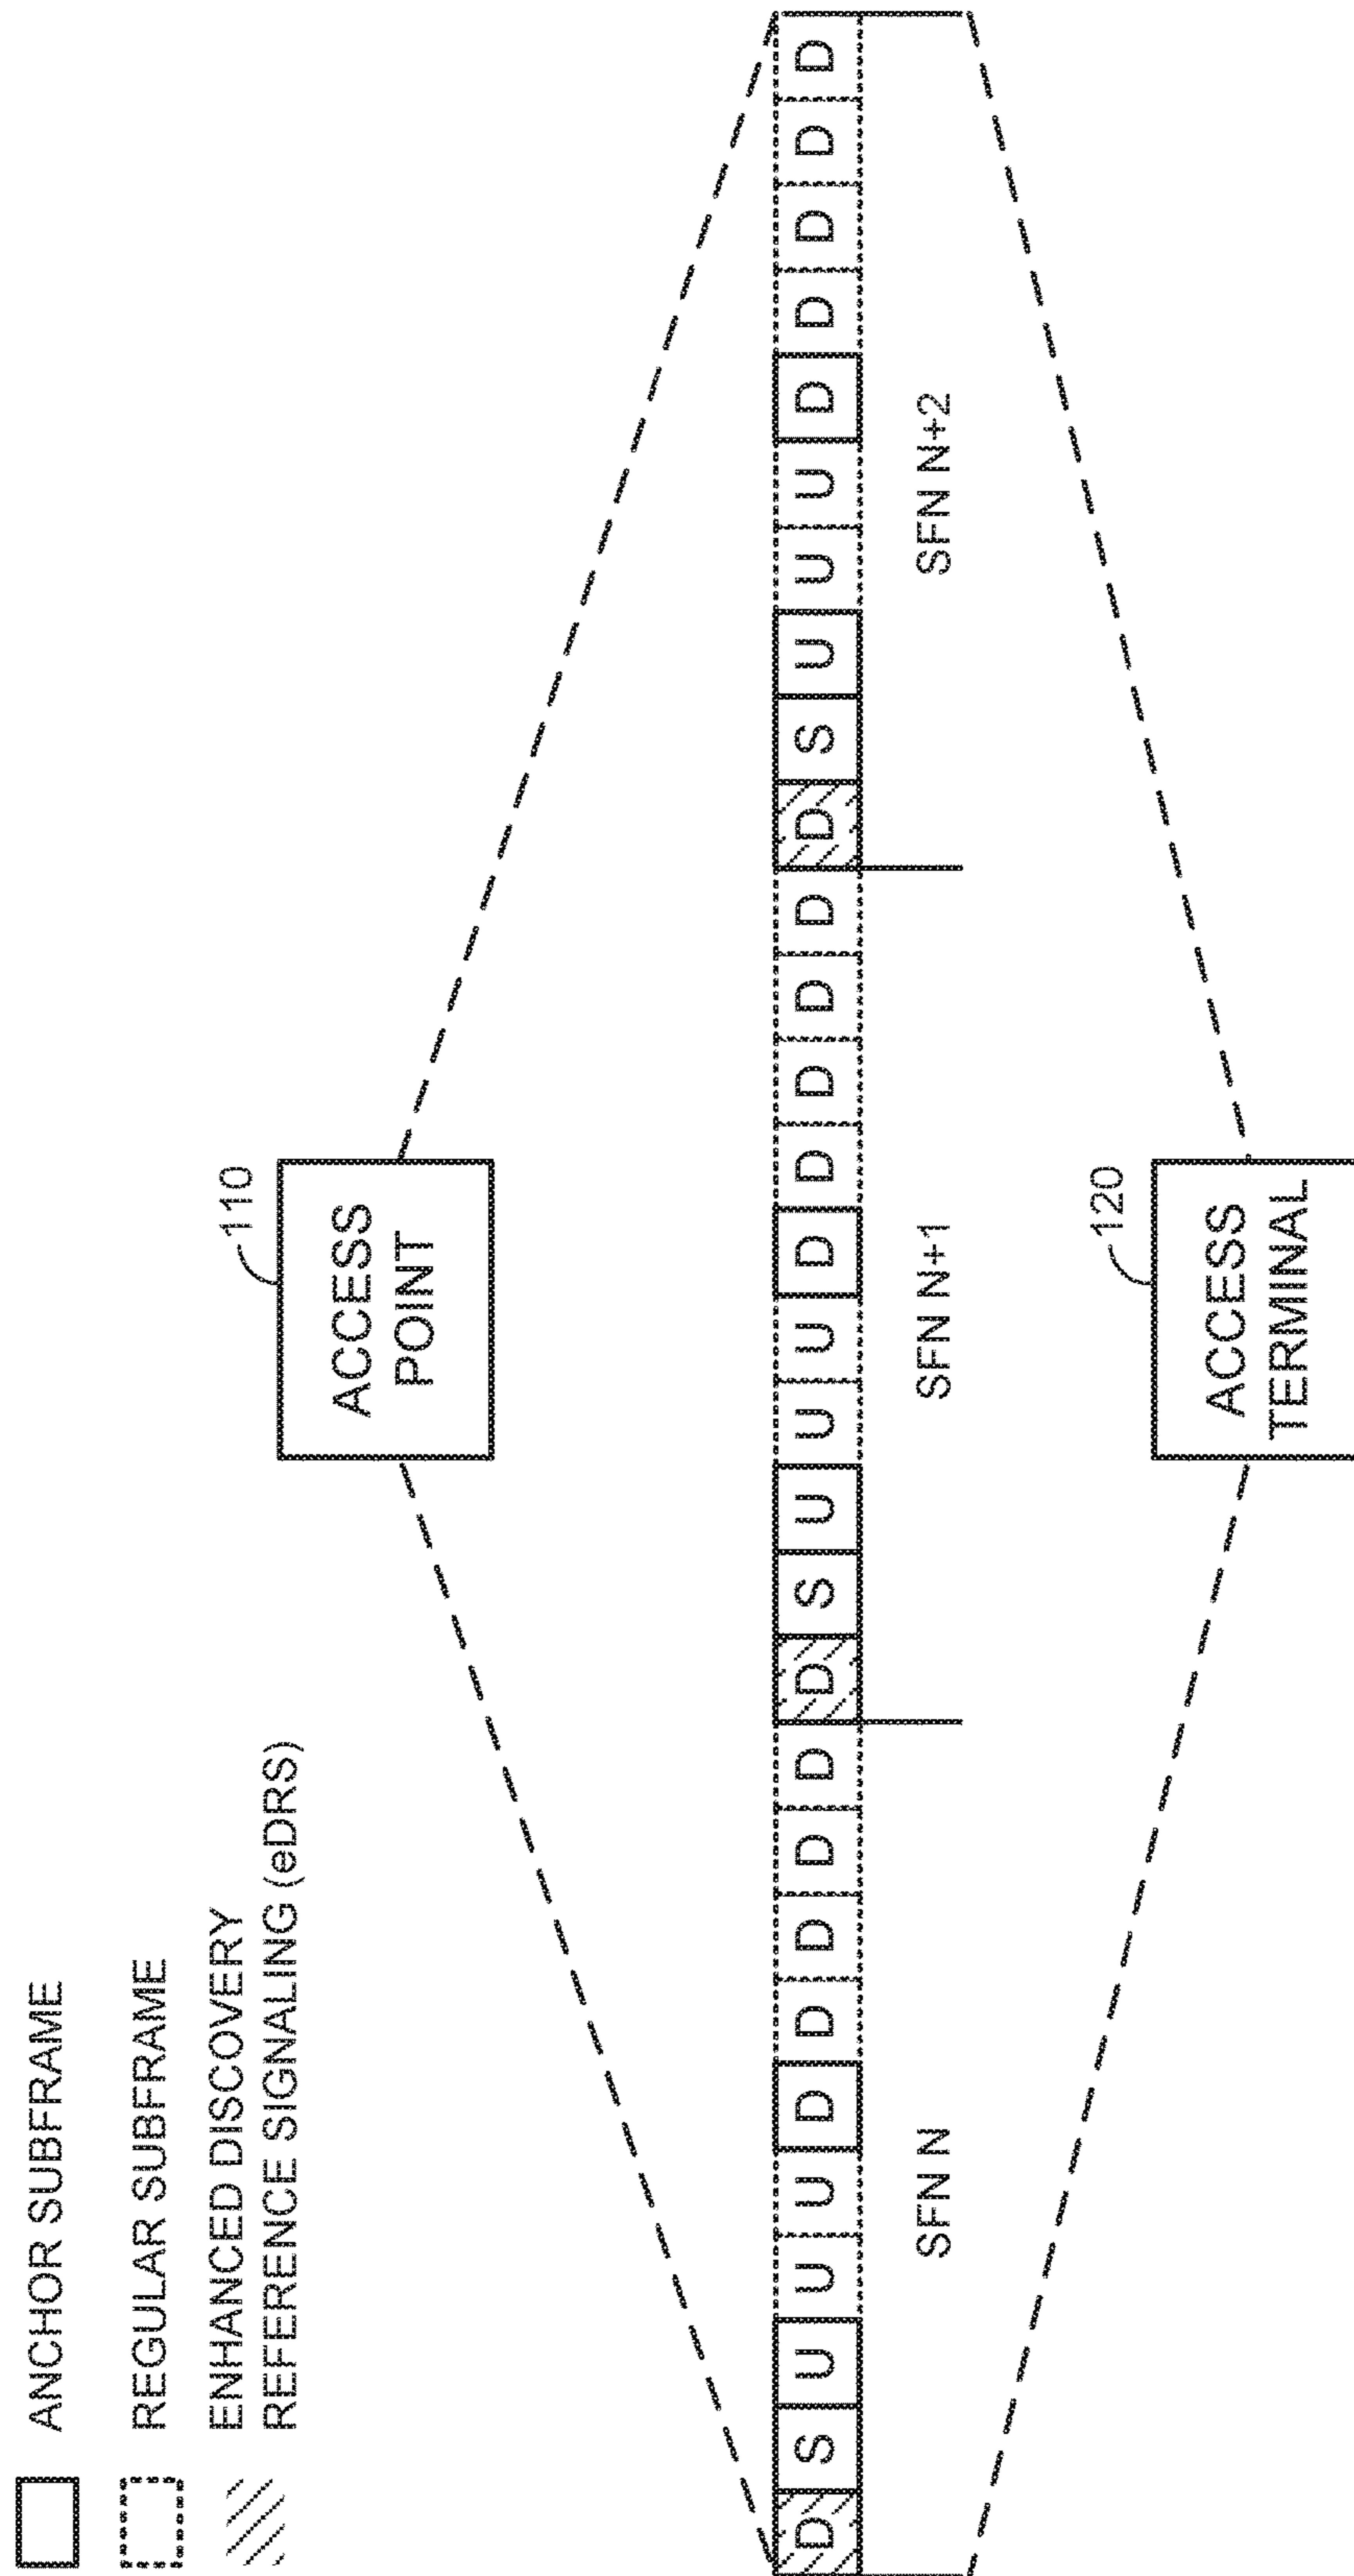 ANCHOR SUBFRAME
REGULAR SUBFRAME
ENHANCED DISCOVERY
REFERENCE SIGNALING (eDRS)
110
ACCESS
POINT
D S U U U D D D D D D S U U U D D D D D D S U U U D D D D D
SFN N
SFN N+1
SFN N+2
120
ACCESS
TERMINAL